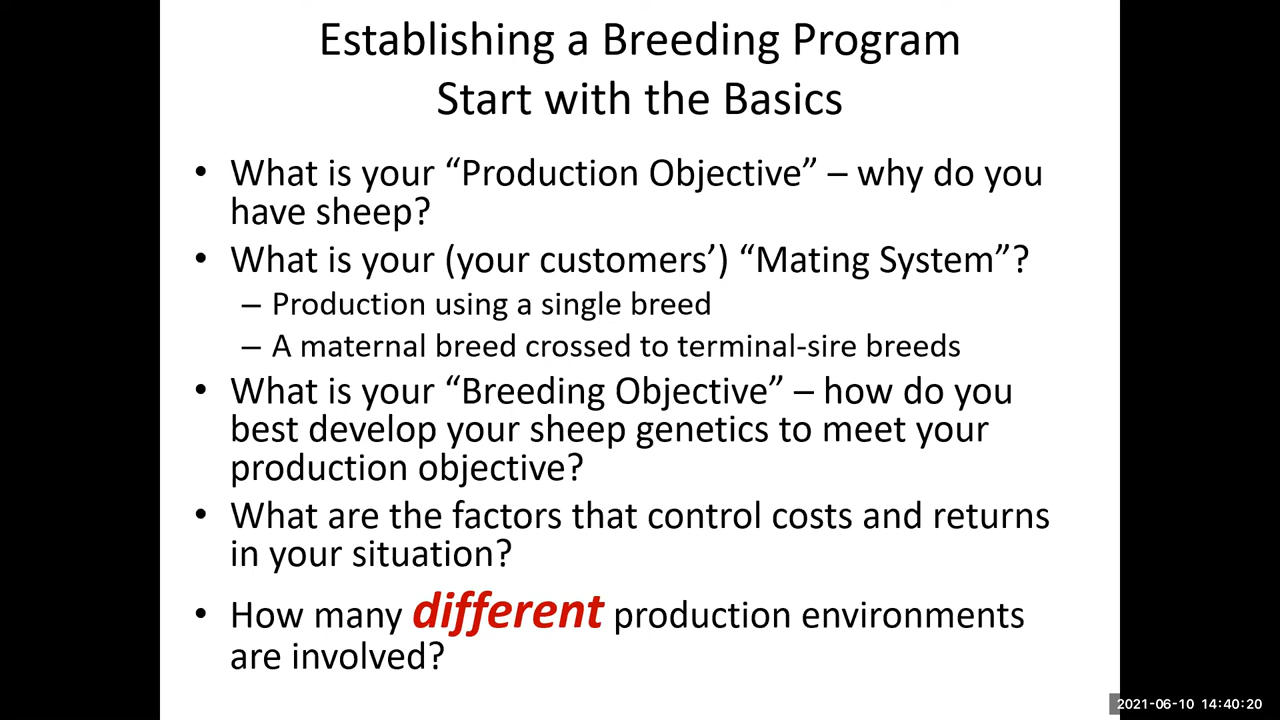 Establishing a Breeding Program
Start with the Basics
• What is your “Production Objective” – why do you
have sheep?
• What is your (your customers’) “Mating System”?
– Production using a single breed
– A maternal breed crossed to terminal-sire breeds
• What is your “Breeding Objective” – how do you
best develop your sheep genetics to meet your
production objective?
• What are the factors that control costs and returns
in your situation?
• How many different production environments
are involved?
2021-06-10 14:40:20